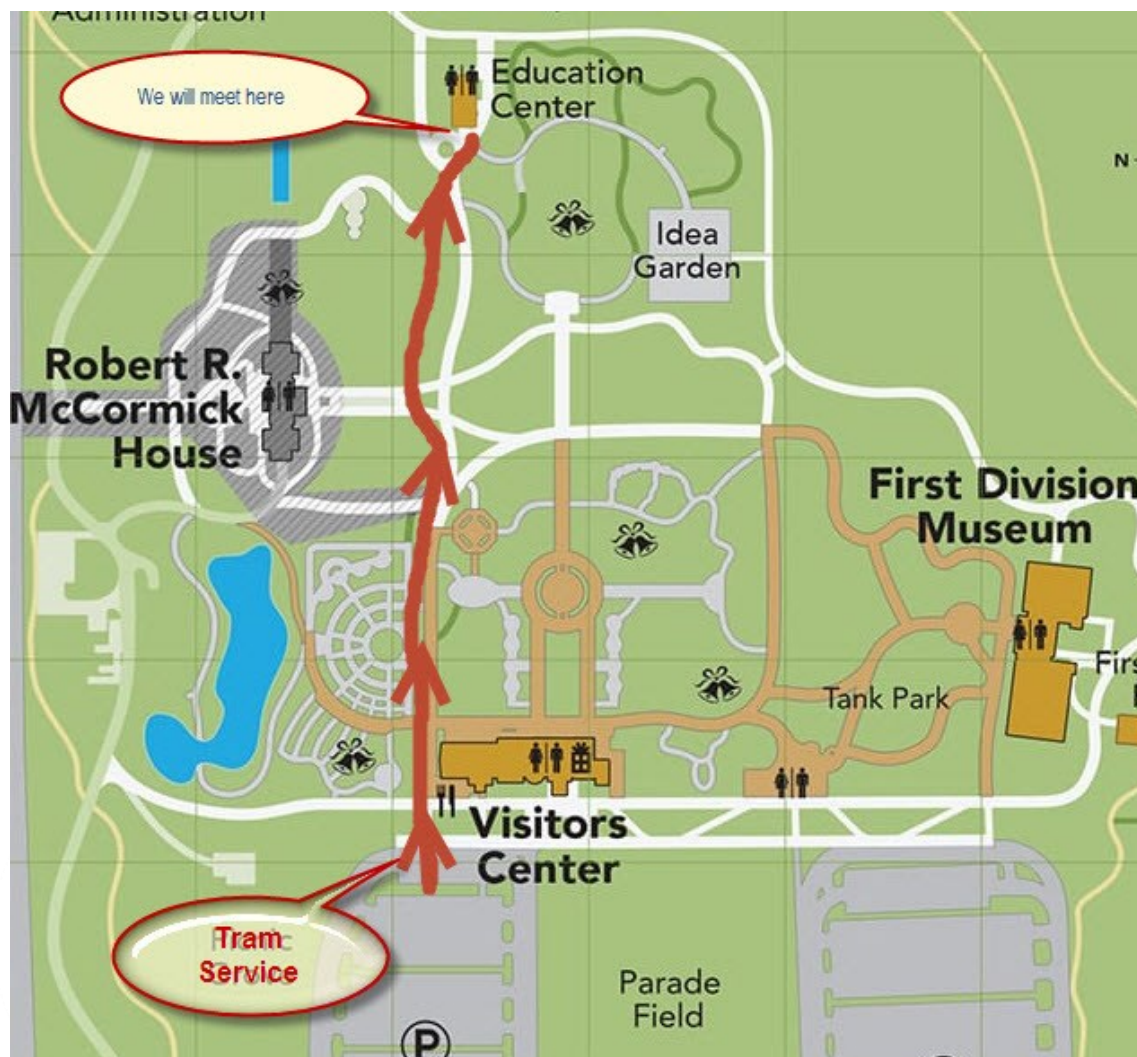 Administration
We will meet here
Education
Center
N
Idea
Garden
Robert R.
McCormick
House
First Division
Museum
Firs
Tank Park
Visitors
Center
Tram
Service
Parade
Field
P